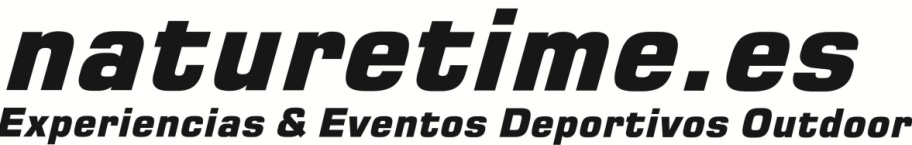 naturetime.es
Experiencias & Eventos Deportivos Outdoor